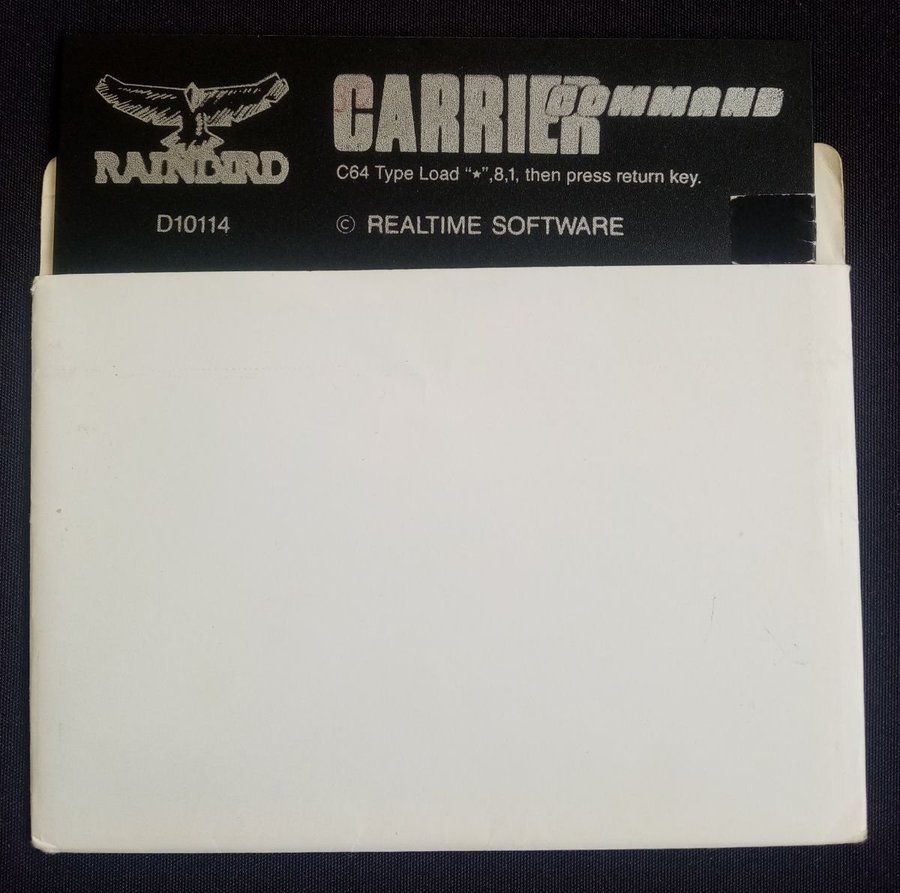 RAINBIRD
D10114
CARRIER COMMAND
C64 Type Load “★”,8,1, then press return key.
© REALTIME SOFTWARE